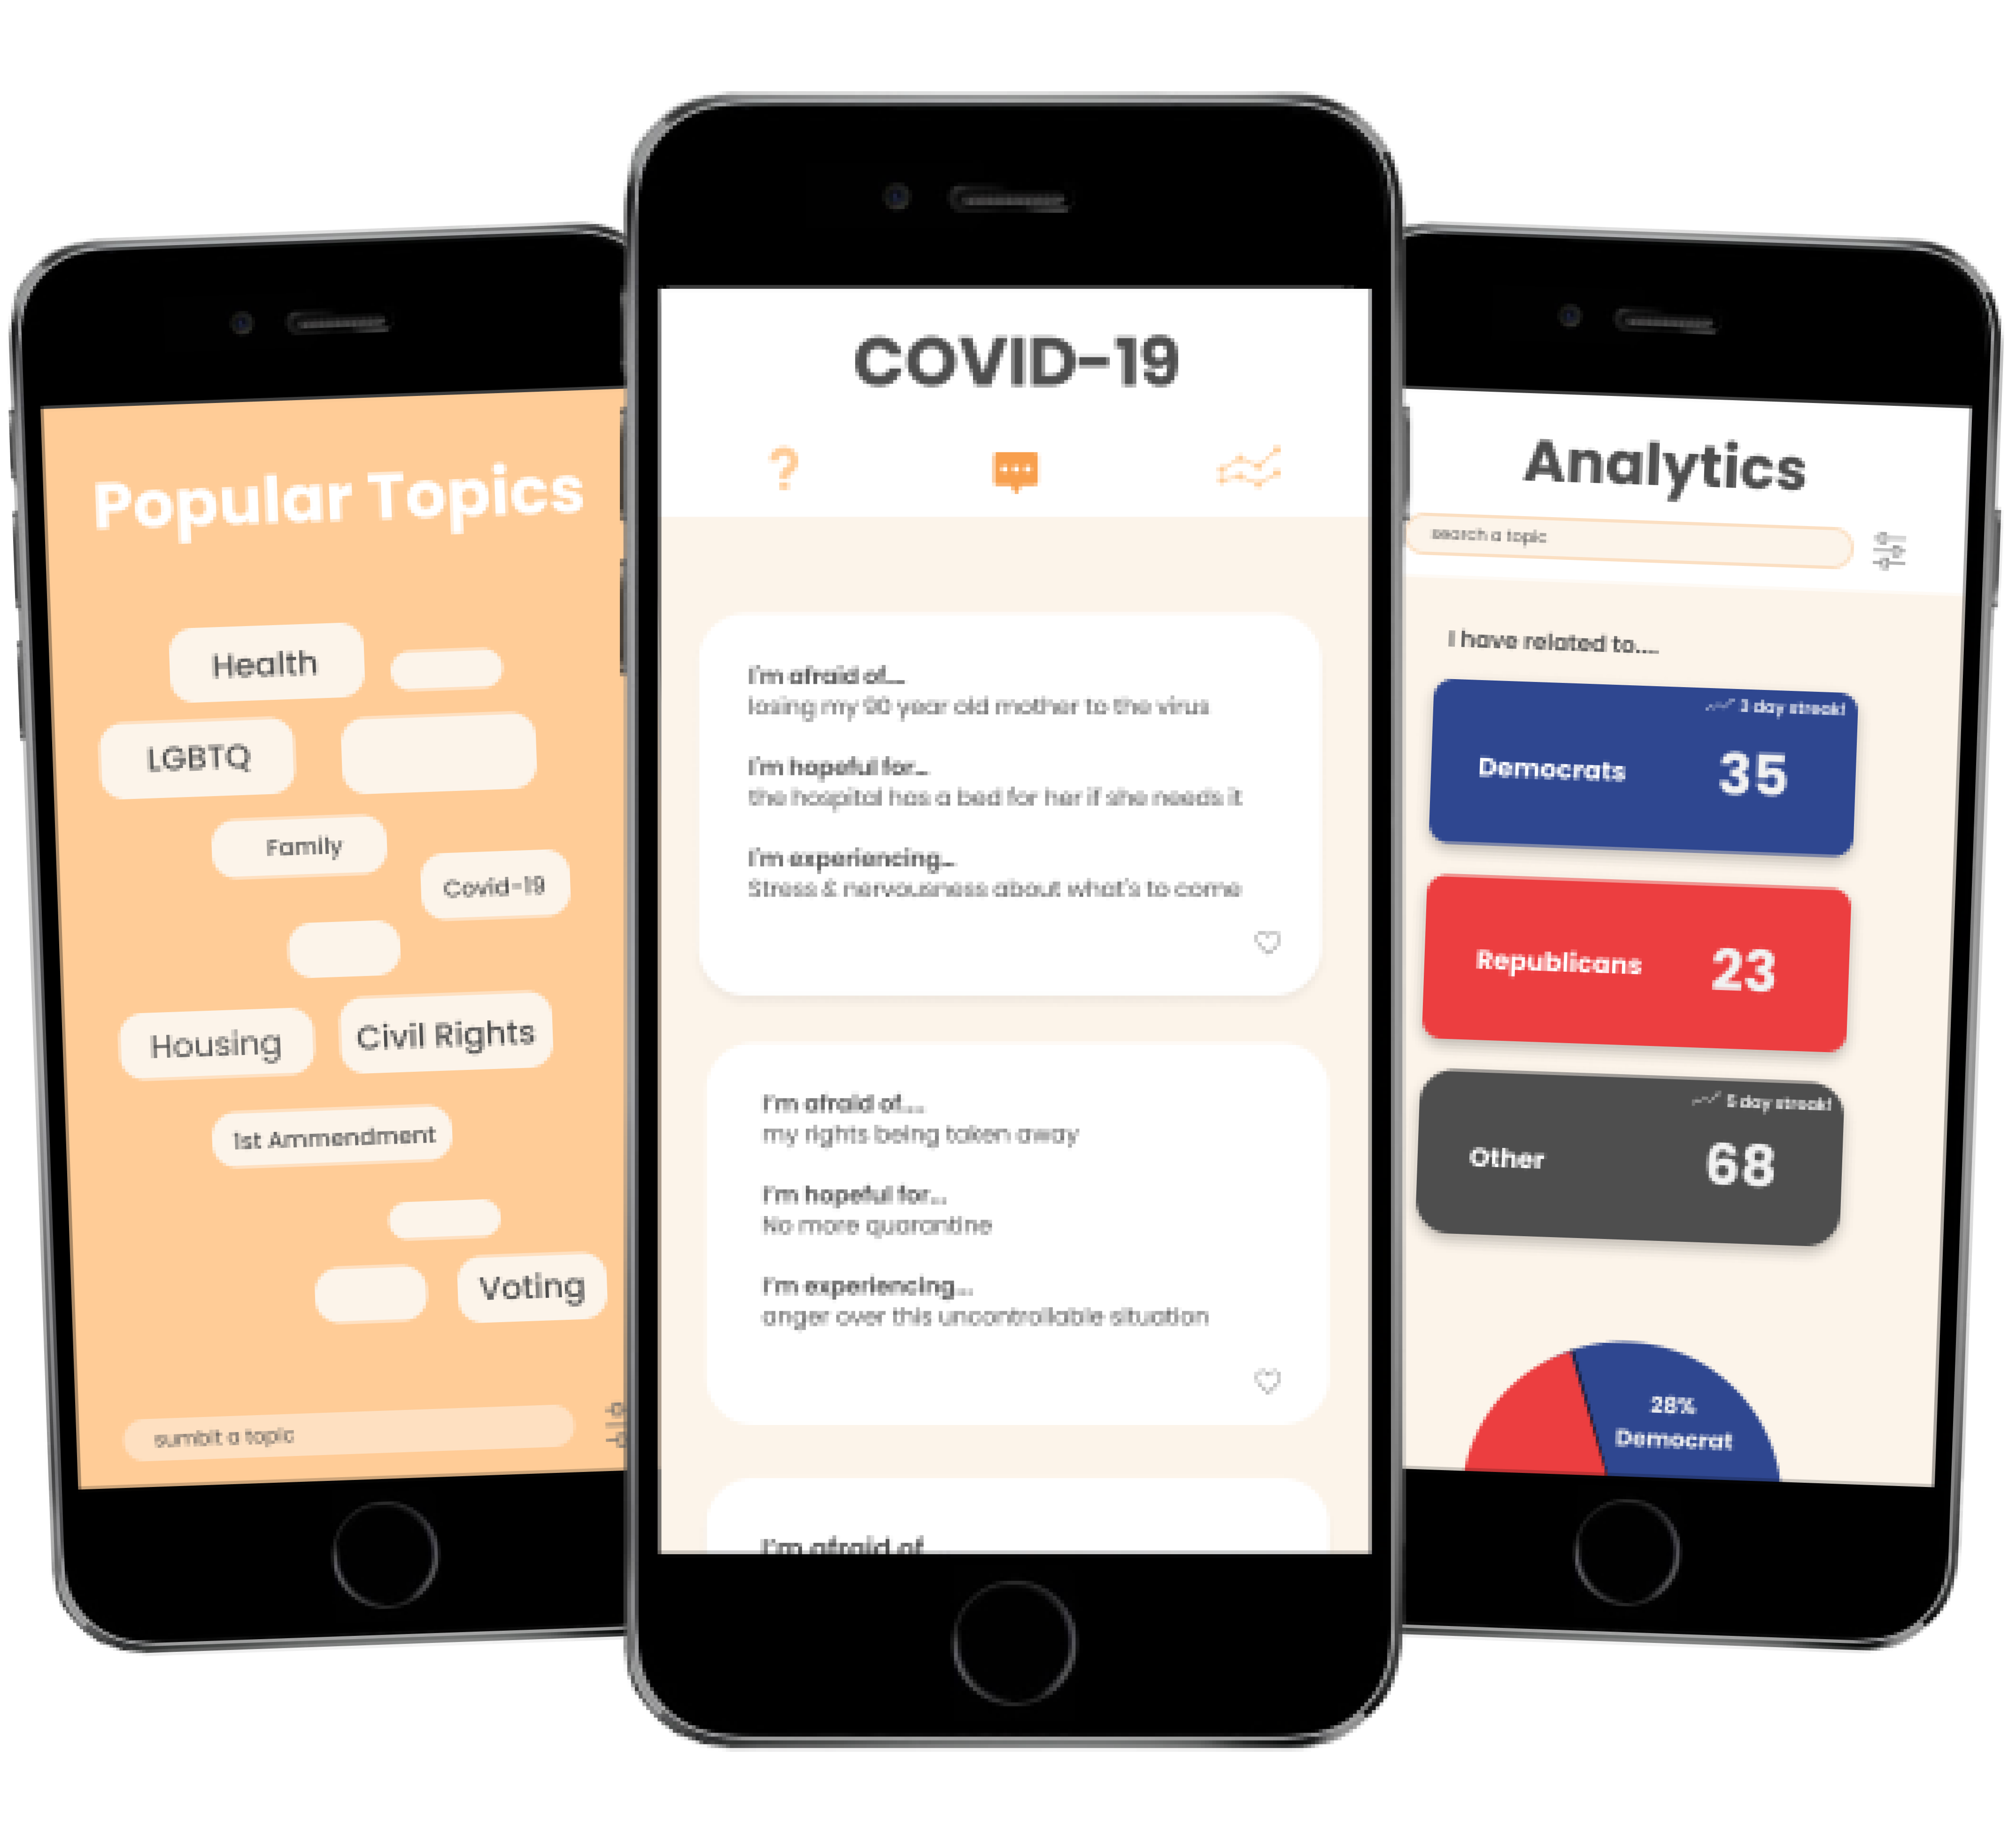 Popular Topics
Health
LGBTQ
Family
Covid-19
Housing
Civil Rights
1st Ammendment
Voting
sumbit a topic
COVID-19
?
I'm afraid of...
losing my 90 year old mother to the virus
I'm hopeful for...
the hospital has a bed for her if she needs it
I'm experiencing...
Stress & nervousness about what's to come
I'm afraid of....
my rights being taken away
I'm hopeful for...
No more quarantine
I'm experiencing...
anger over this uncontrollable situation
I'm afraid of
Analytics
search a topic
I have related to....
3 day streak!
Democrats 35
Republicans 23
5 day streak!
Other 68
28%
Democrat